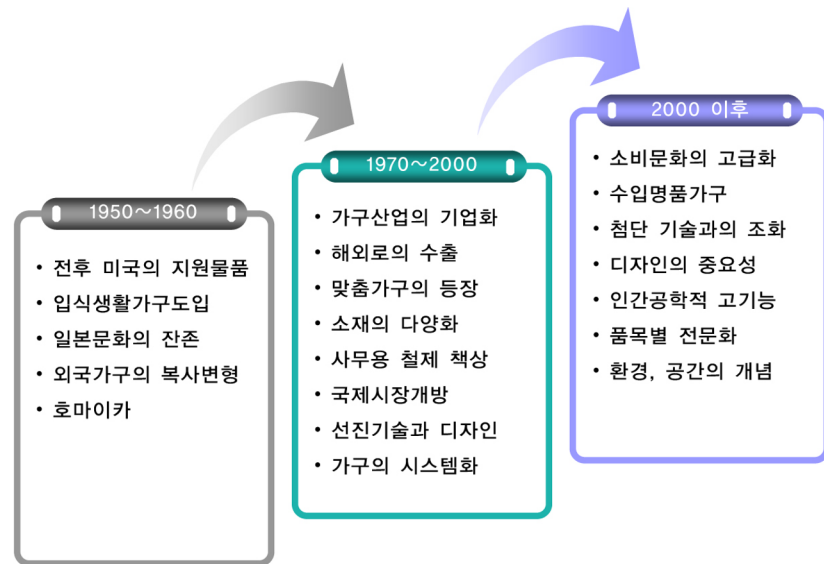 1950～1960
• 전후 미국의 지원물품
• 입식생활가구도입
• 일본문화의 잔존
• 외국가구의 복사변형
• 호마이카
1970～2000
• 가구산업의 기업화
• 해외로의 수출
• 맞춤가구의 등장
• 소재의 다양화
• 사무용 철제 책상
• 국제시장개방
• 선진기술과 디자인
• 가구의 시스템화
2000 이후
• 소비문화의 고급화
• 수입명품가구
• 첨단 기술과의 조화
• 디자인의 중요성
• 인간공학적 고기능
• 품목별 전문화
• 환경, 공간의 개념